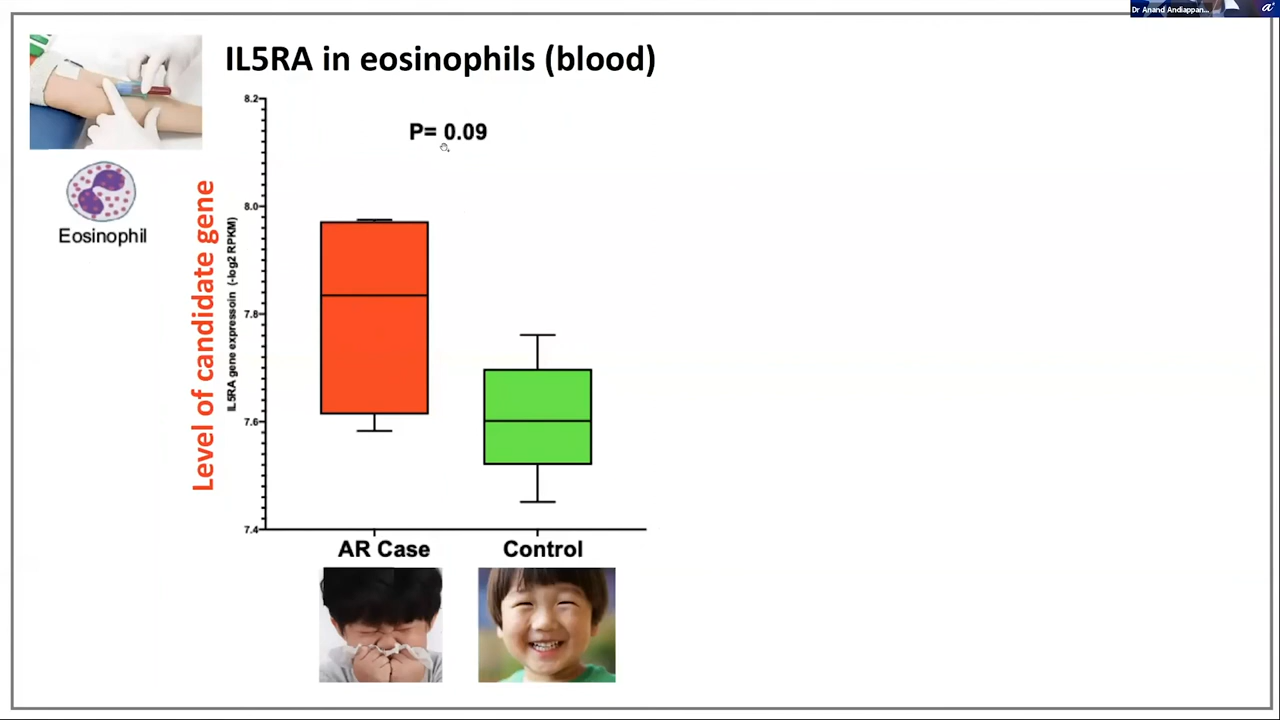 Dr Anand Andiappan...
IL5RA in eosinophils (blood)
8.2
P= 0.09
8.0
7.8
7.6
7.4
Level of candidate gene
IL5RA gene expressoin (-log2 RPKM)
Eosinophil
AR Case
Control